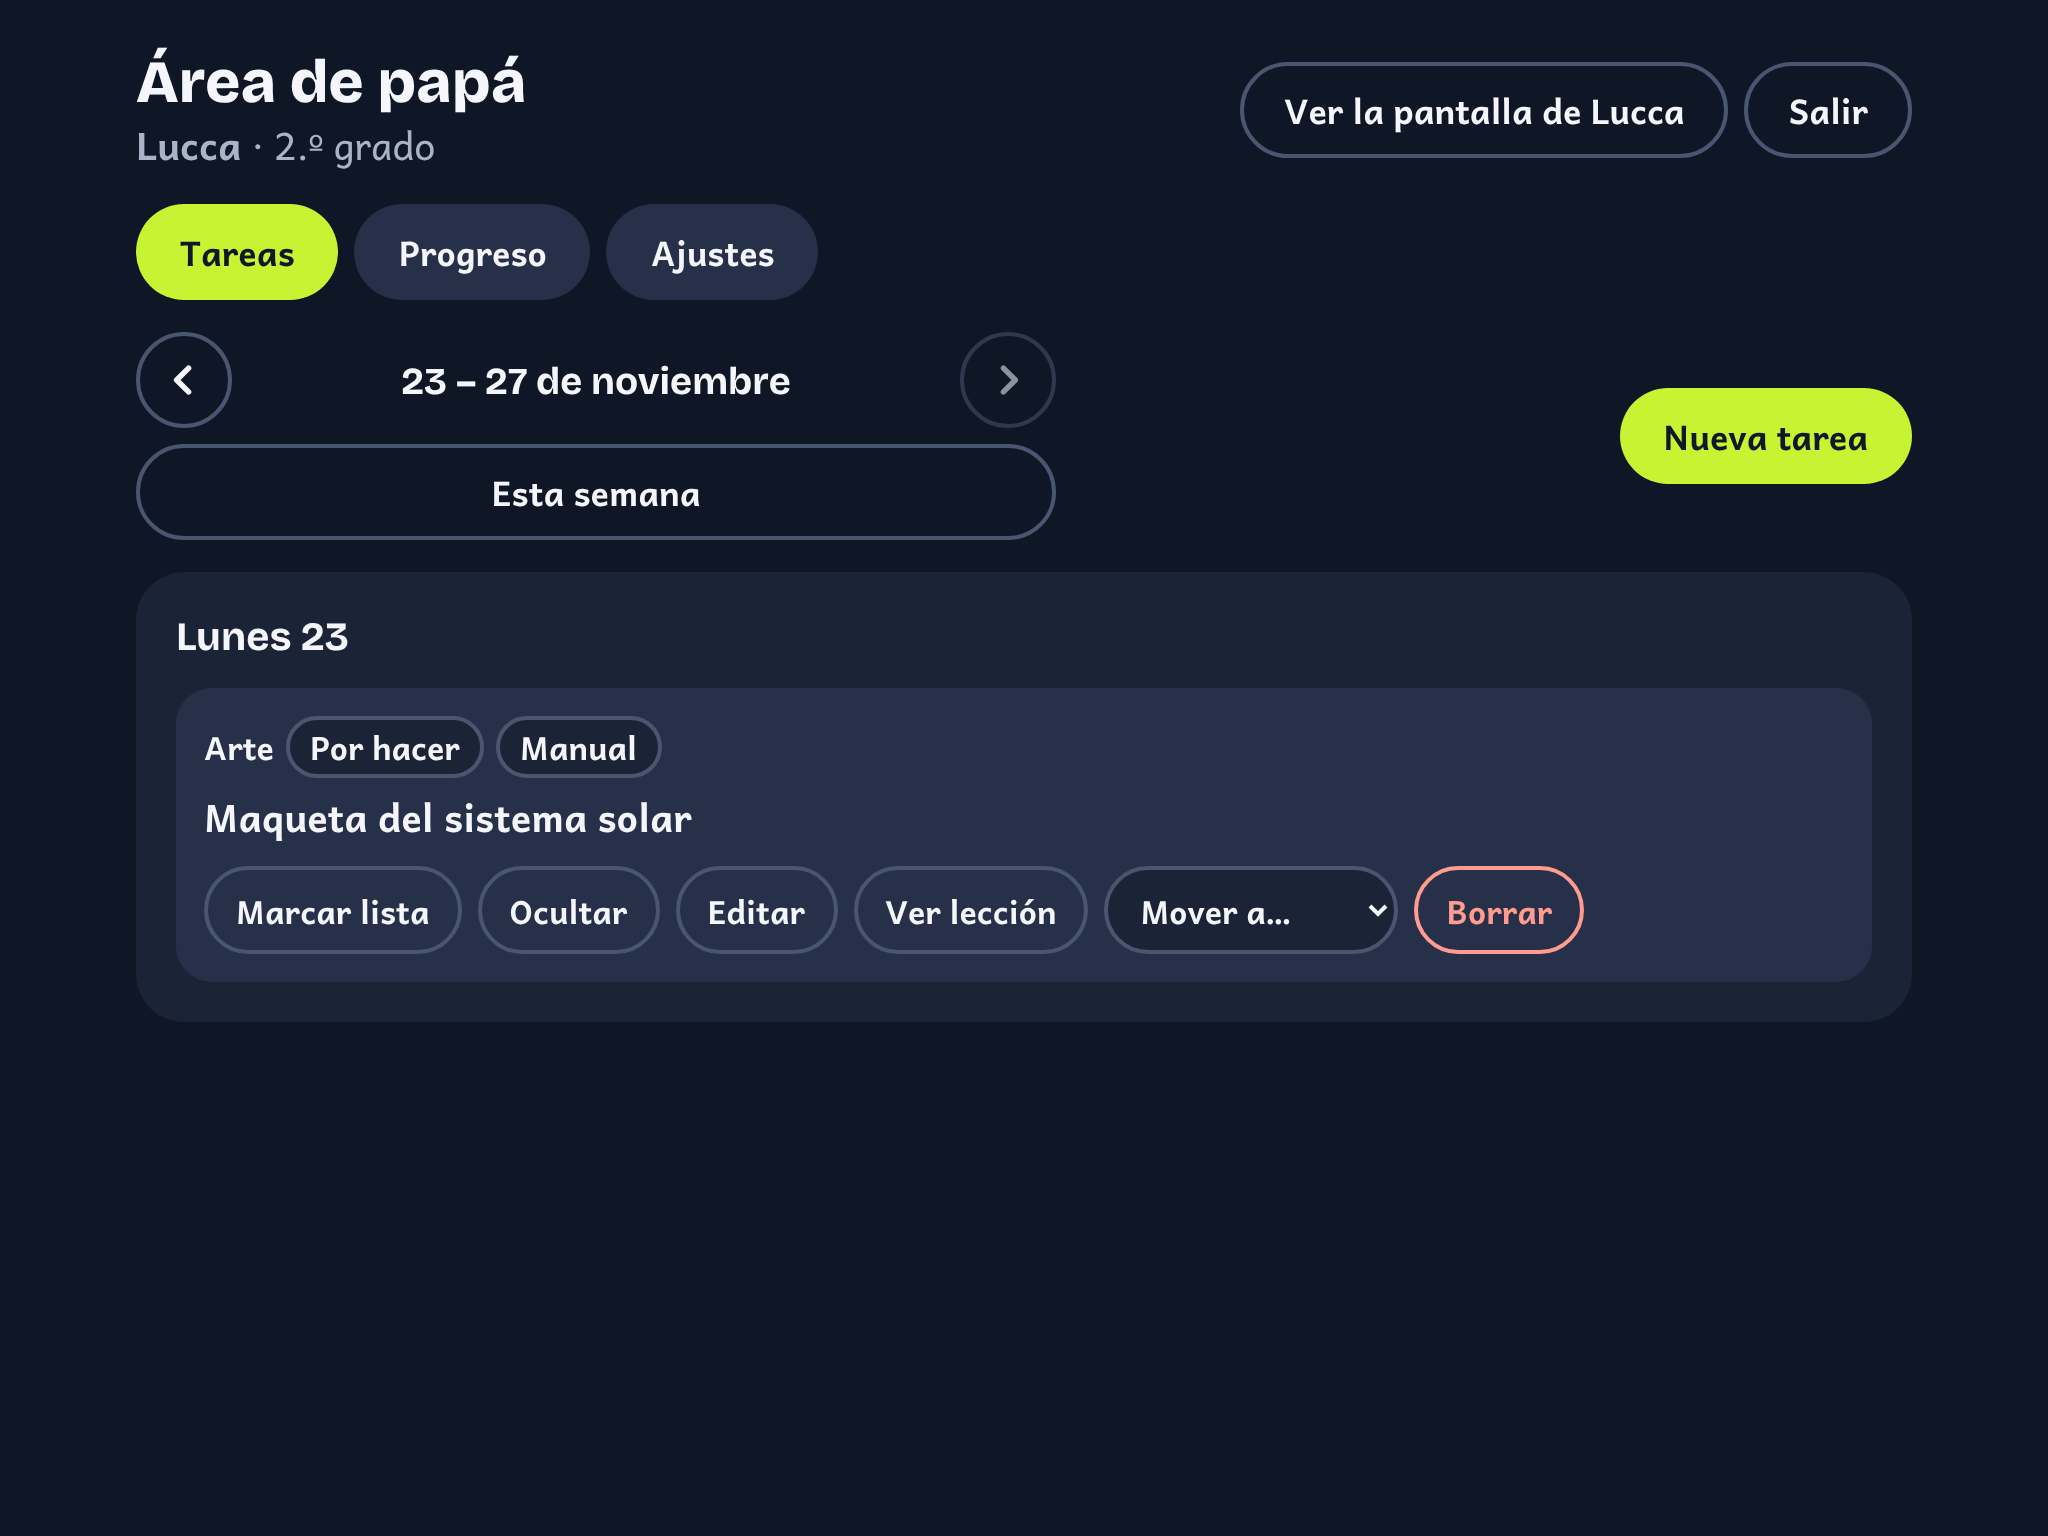 Área de papá
Lucca · 2.º grado
Ver la pantalla de Lucca
Salir
Tareas
Progreso
Ajustes
23 – 27 de noviembre
Esta semana
Nueva tarea
Lunes 23
Arte
Por hacer
Manual
Maqueta del sistema solar
Marcar lista
Ocultar
Editar
Ver lección
Mover a...
Borrar